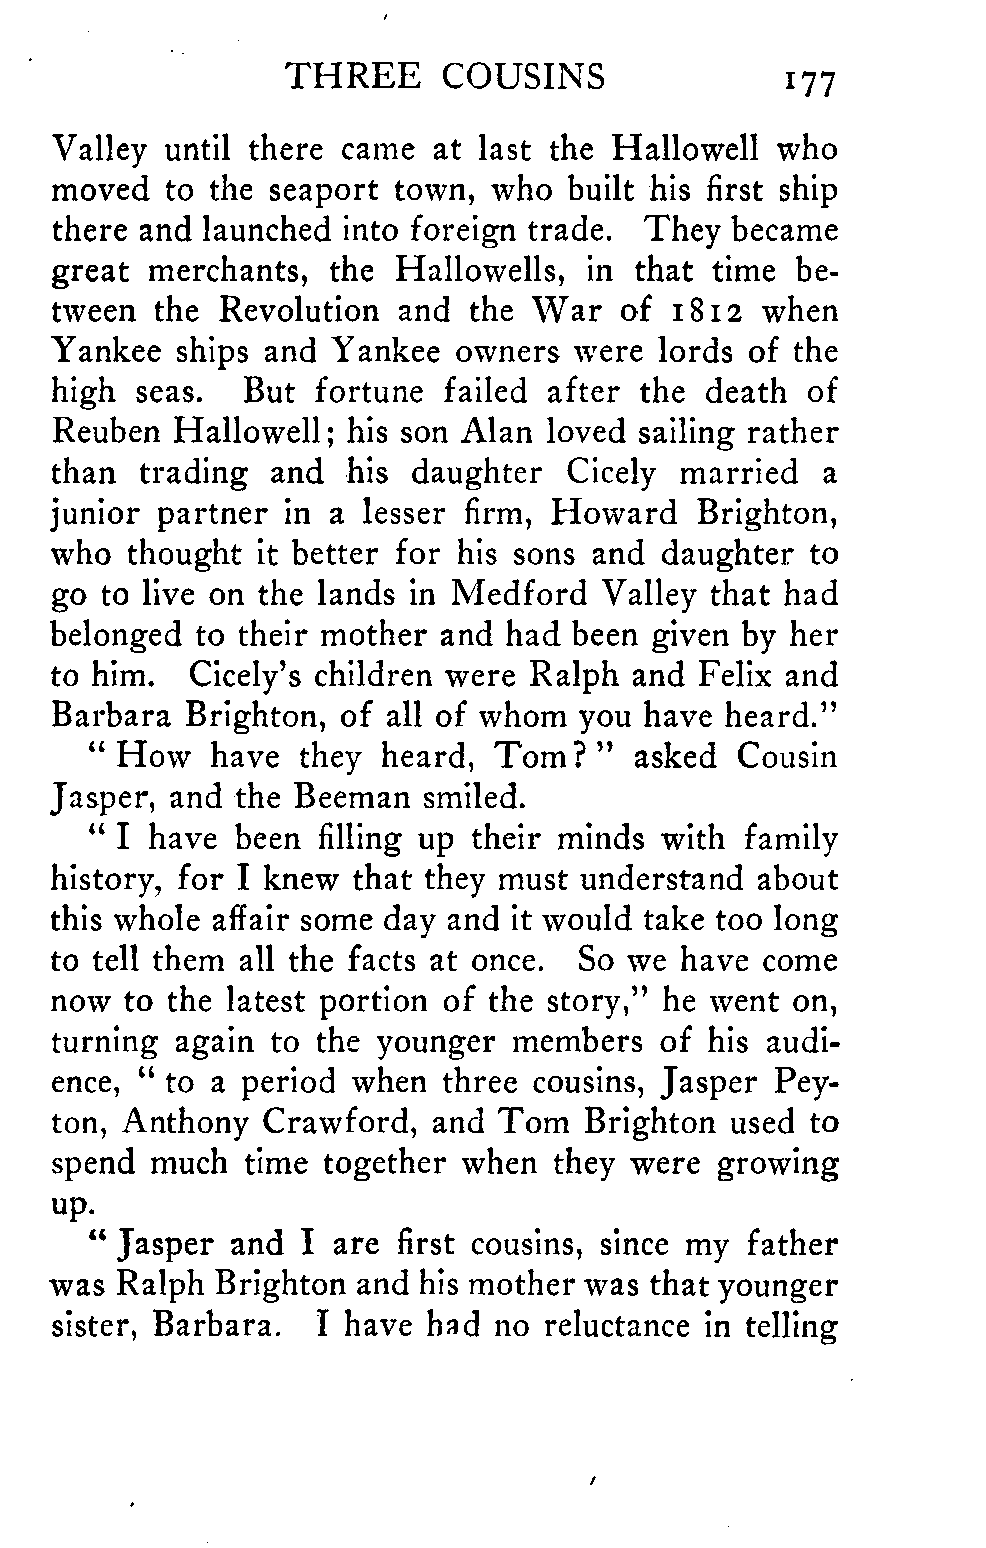 THREE COUSINS 177
Valley until there came at last the Hallowell who
moved to the seaport town, who built his first ship
there and launched into foreign trade. They became
great merchants, the Hallowells, in that time be-
tween the Revolution and the War of 1812 when
Yankee ships and Yankee owners were lords of the
high seas. But fortune failed after the death of
Reuben Hallowell; his son Alan loved sailing rather
than trading and his daughter Cicely married a
junior partner in a lesser firm, Howard Brighton,
who thought it better for his sons and daughter to
go to live on the lands in Medford Valley that had
belonged to their mother and had been given by her
to him. Cicely's children were Ralph and Felix and
Barbara Brighton, of all of whom you have heard."
" How have they heard, Tom? " asked Cousin
Jasper, and the Beeman smiled.
" I have been filling up their minds with family
history, for I knew that they must understand about
this whole affair some day and it would take too long
to tell them all the facts at once. So we have come
now to the latest portion of the story," he went on,
turning again to the younger members of his audi-
ence, " to a period when three cousins, Jasper Pey-
ton, Anthony Crawford, and Tom Brighton used to
spend much time together when they were growing
up.
" Jasper and I are first cousins, since my father
was Ralph Brighton and his mother was that younger
sister, Barbara. I have had no reluctance in telling